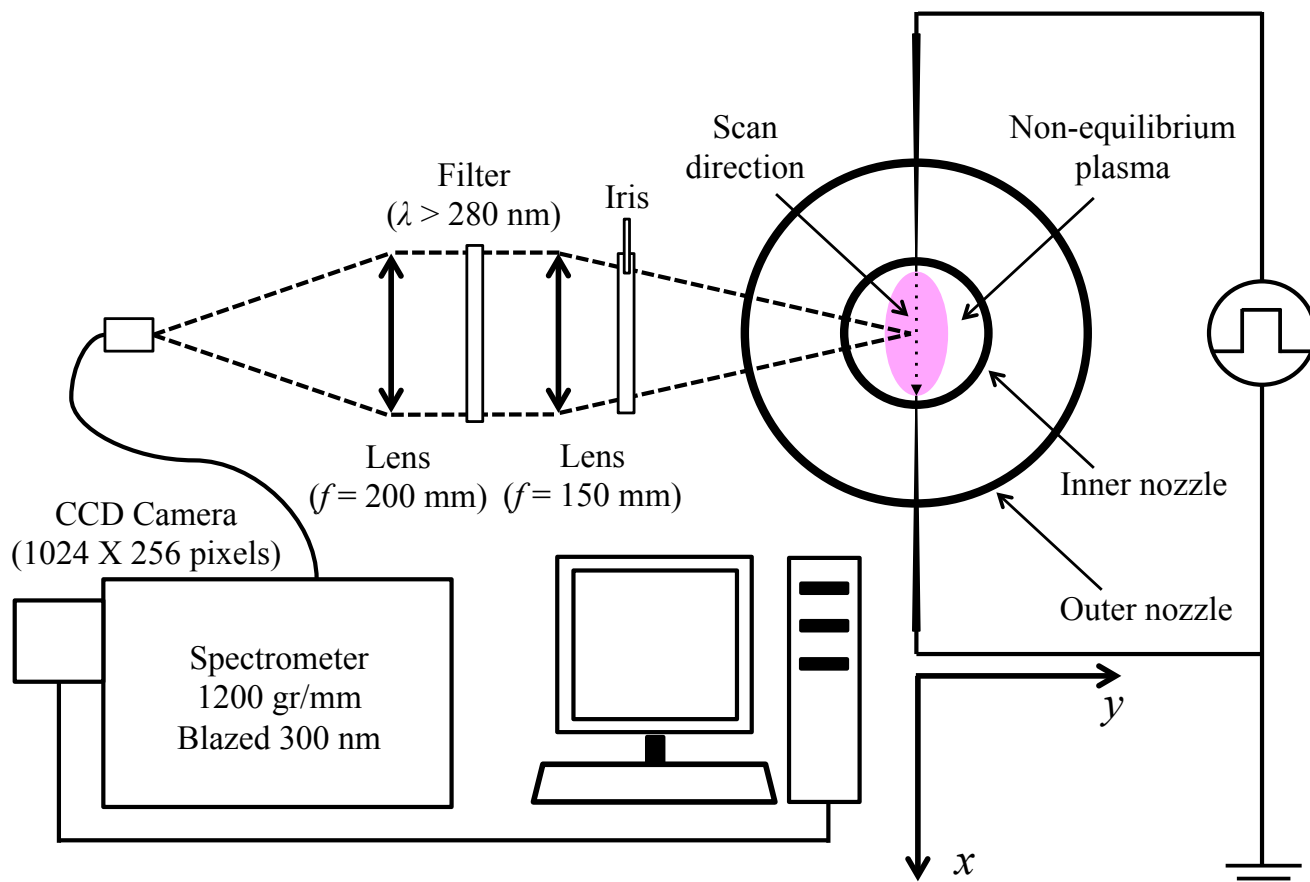 Scan
direction
Non-equilibrium
plasma
Filter
(λ > 280 nm)
Iris
Lens
(f = 200 mm)
Lens
(f = 150 mm)
Inner nozzle
Outer nozzle
CCD Camera
(1024 X 256 pixels)
Spectrometer
1200 gr/mm
Blazed 300 nm
y
x